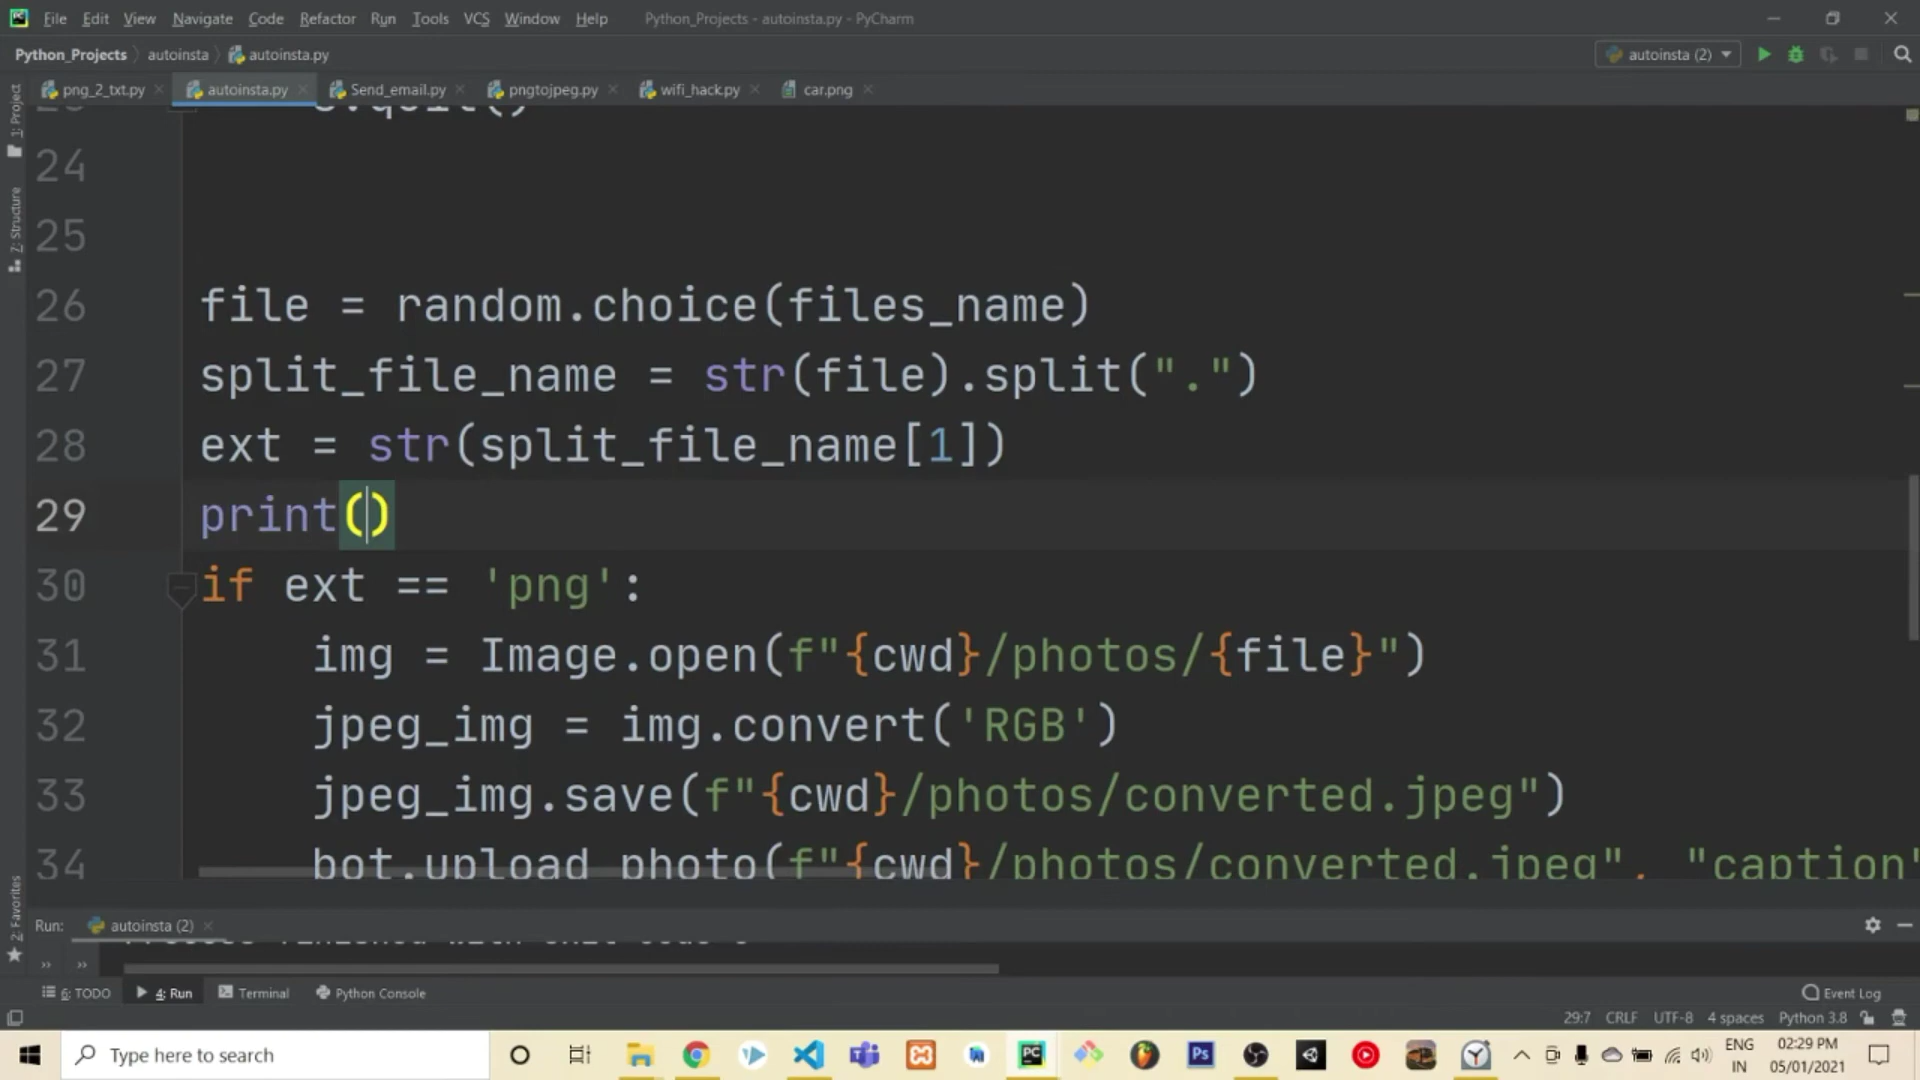 File Edit View Navigate Code Refactor Run Tools VCS Window Help Python_Projects - autoinsta.py - PyCharm
Python_Projects autoinsta autoinsta.py autoinsta (2)
png_2_txt.py autoinsta.py Send_email.py pngtojpeg.py wifi_hack.py car.png
1: Project
7: Structure
24
25
26 file = random.choice(files_name)
27 split_file_name = str(file).split(".")
28 ext = str(split_file_name[1])
29 print()
30 if ext == 'png':
31 img = Image.open(f"{cwd}/photos/{file}")
32 jpeg_img = img.convert('RGB')
33 jpeg_img.save(f"{cwd}/photos/converted.jpeg")
34 bot.upload_photo(f"{cwd}/photos/converted.jpeg", "caption"
2: Favorites
Run: autoinsta (2)
6: TODO 4: Run Terminal Python Console Event Log
29:7 CRLF UTF-8 4 spaces Python 3.8
Type here to search
ENG
IN
02:29 PM
05/01/2021